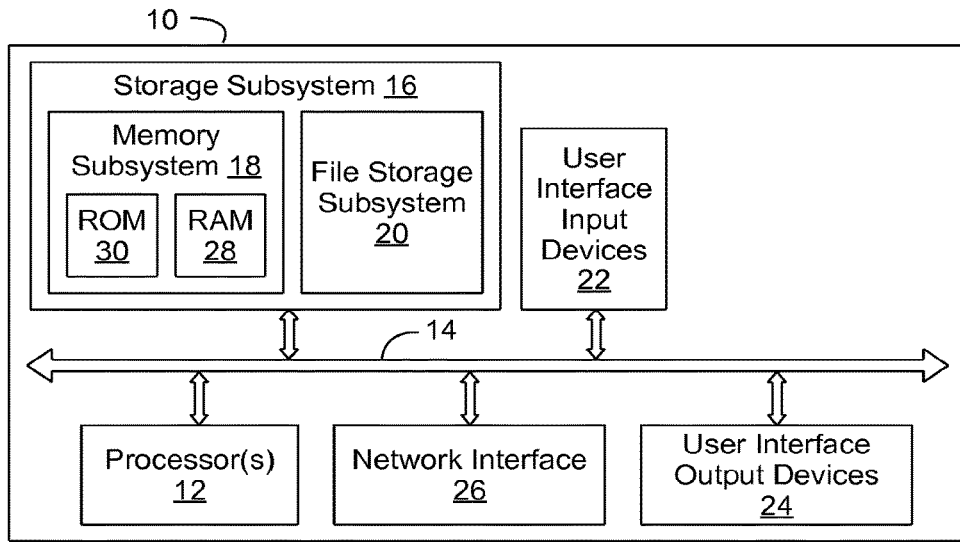 10
Storage Subsystem 16
Memory
Subsystem 18
ROM
30
RAM
28
File Storage
Subsystem
20
User
Interface
Input
Devices
22
14
Processor(s)
12
Network Interface
26
User Interface
Output Devices
24